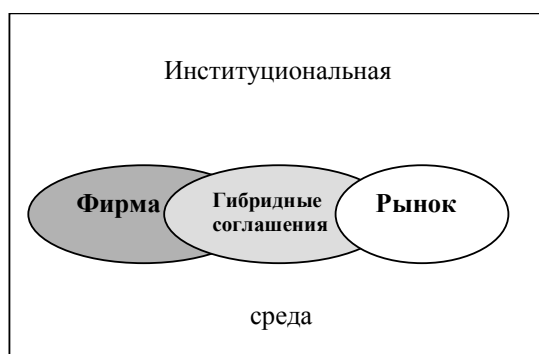 Институциональная
Фирма
Гибридные
соглашения
Рынок
среда